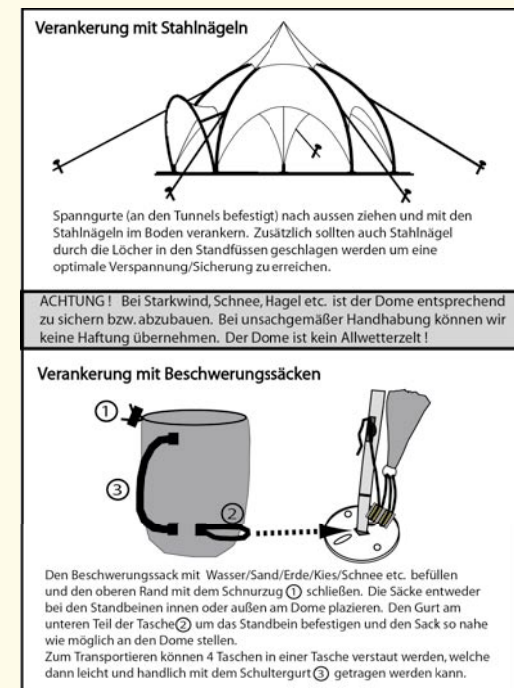 Verankerung mit Stahlnägeln
Spanngurte (an den Tunnels befestigt) nach aussen ziehen und mit den
Stahlnägeln im Boden verankern. Zusätzlich sollten auch Stahlnägel
durch die Löcher in den Standfüssen geschlagen werden um eine
optimale Verspannung/Sicherung zu erreichen.
ACHTUNG ! Bei Starkwind, Schnee, Hagel etc. ist der Dome entsprechend
zu sichern bzw. abzubauen. Bei unsachgemäßer Handhabung können wir
keine Haftung übernehmen. Der Dome ist kein Allwetterzelt !
Verankerung mit Beschwerungssäcken
①
③
②
Den Beschwerungssack mit Wasser/Sand/Erde/Kies/Schnee etc. befüllen
und den oberen Rand mit dem Schnurzug ① schließen. Die Säcke entweder
bei den Standbeinen innen oder außen am Dome plazieren. Den Gurt am
unteren Teil der Tasche ② um das Standbein befestigen und den Sack so nahe
wie möglich an den Dome stellen.
Zum Transportieren können 4 Taschen in einer Tasche verstaut werden, welche
dann leicht und handlich mit dem Schultergurt ③ getragen werden kann.